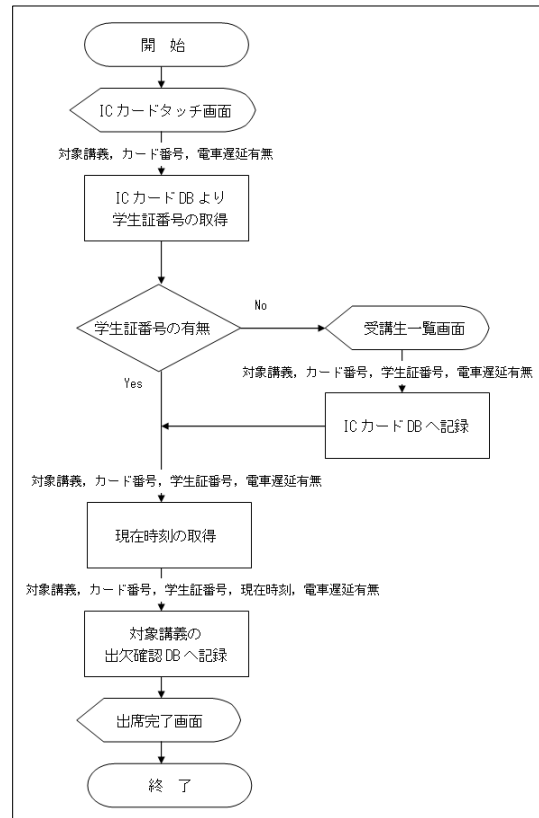 開　始
ICカードタッチ画面
対象講義，カード番号，電車遅延有無
ICカードDBより
学生証番号の取得
学生証番号の有無
No
受講生一覧画面
Yes
対象講義，カード番号，学生証番号，電車遅延有無
ICカードDBへ記録
対象講義，カード番号，学生証番号，電車遅延有無
現在時刻の取得
対象講義，カード番号，学生証番号，現在時刻，電車遅延有無
対象講義の
出欠確認DBへ記録
出席完了画面
終　了